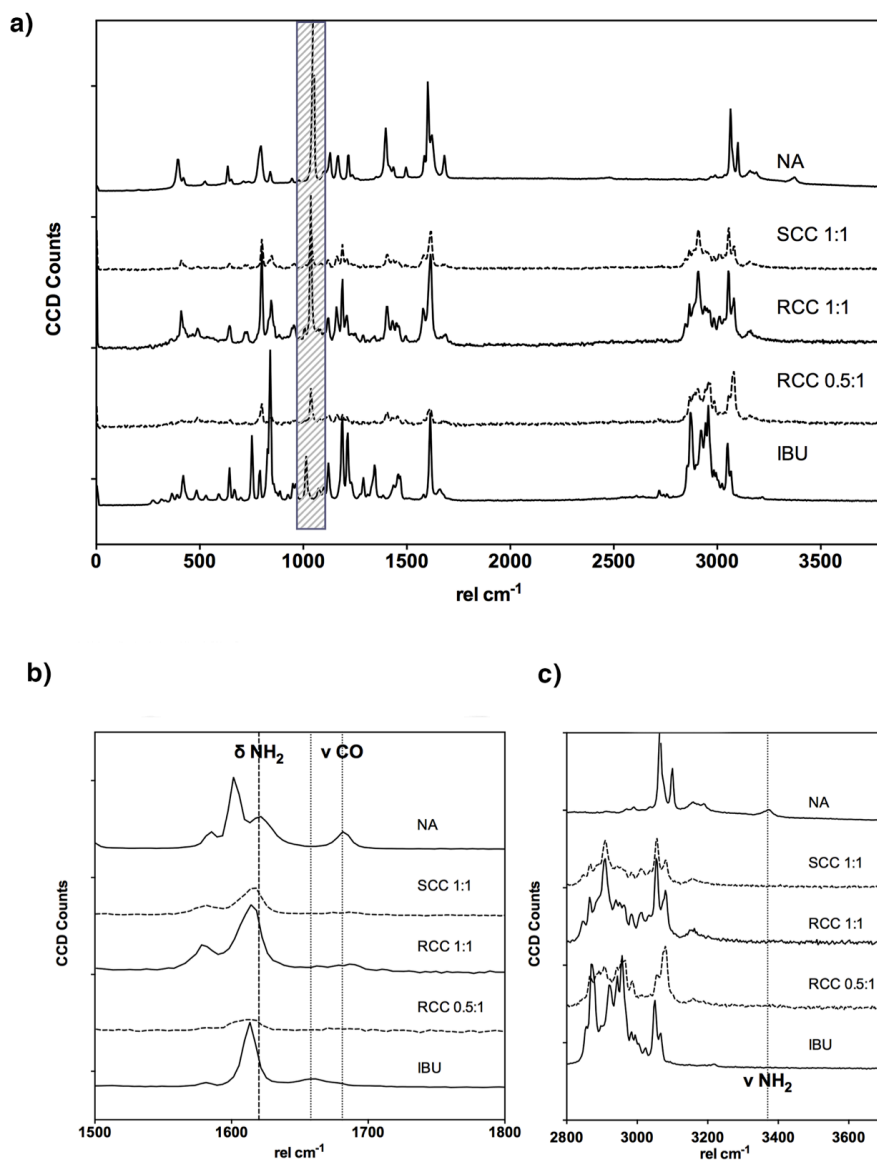 a)
CCD Counts
NA
SCC 1:1
RCC 1:1
RCC 0.5:1
IBU
0 500 1000 1500 2000 2500 3000 3500
rel cm-1
b)
CCD Counts
δ NH2 ν CO
NA
SCC 1:1
RCC 1:1
RCC 0.5:1
IBU
1500 1600 1700 1800
rel cm-1
c)
CCD Counts
NA
SCC 1:1
RCC 1:1
RCC 0.5:1
IBU
ν NH2
2800 3000 3200 3400 3600
rel cm-1